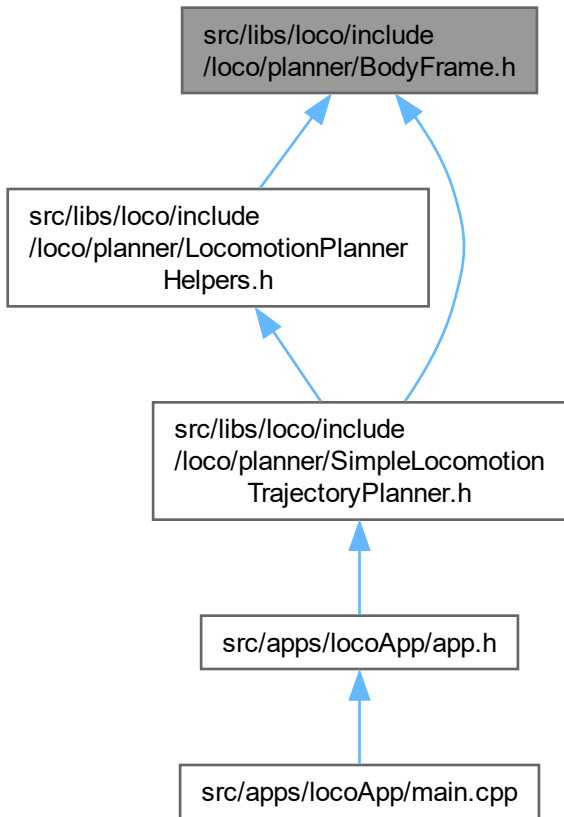 src/libs/loco/include
/loco/planner/BodyFrame.h
src/libs/loco/include
/loco/planner/LocomotionPlanner
Helpers.h
src/libs/loco/include
/loco/planner/SimpleLocomotion
TrajectoryPlanner.h
src/apps/locoApp/app.h
src/apps/locoApp/main.cpp